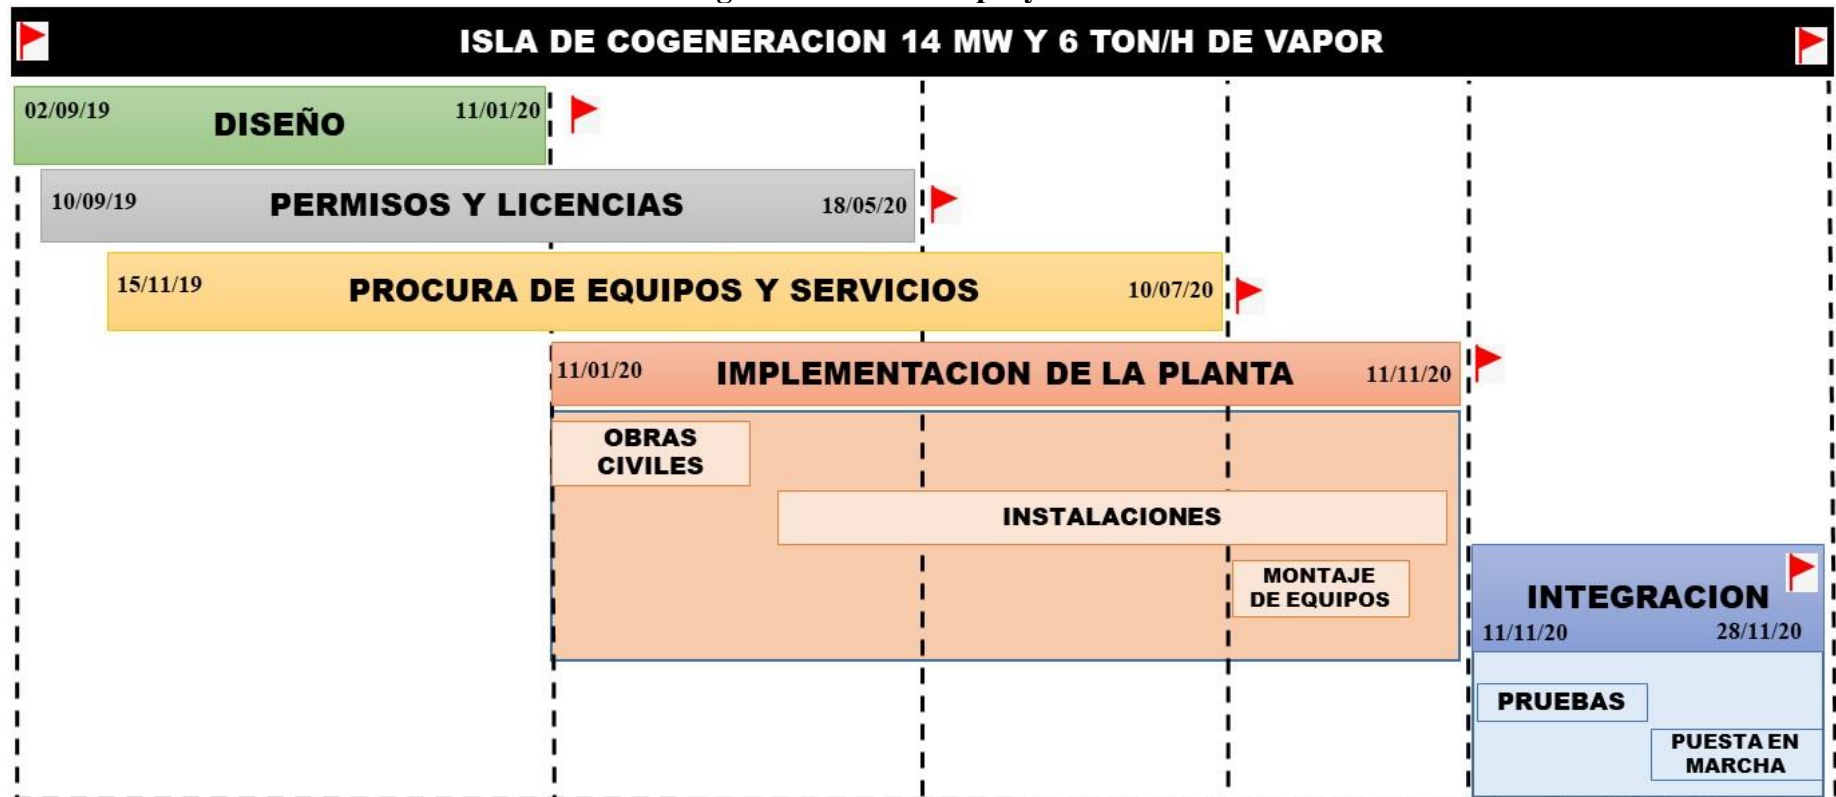 ISLA DE COGENERACION 14 MW Y 6 TON/H DE VAPOR
02/09/19 DISEÑO 11/01/20
10/09/19 PERMISOS Y LICENCIAS 18/05/20
15/11/19 PROCURA DE EQUIPOS Y SERVICIOS 10/07/20
11/01/20 IMPLEMENTACION DE LA PLANTA 11/11/20
OBRAS
CIVILES
INSTALACIONES
MONTAJE
DE EQUIPOS
INTEGRACION
11/11/20 28/11/20
PRUEBAS
PUESTA EN
MARCHA